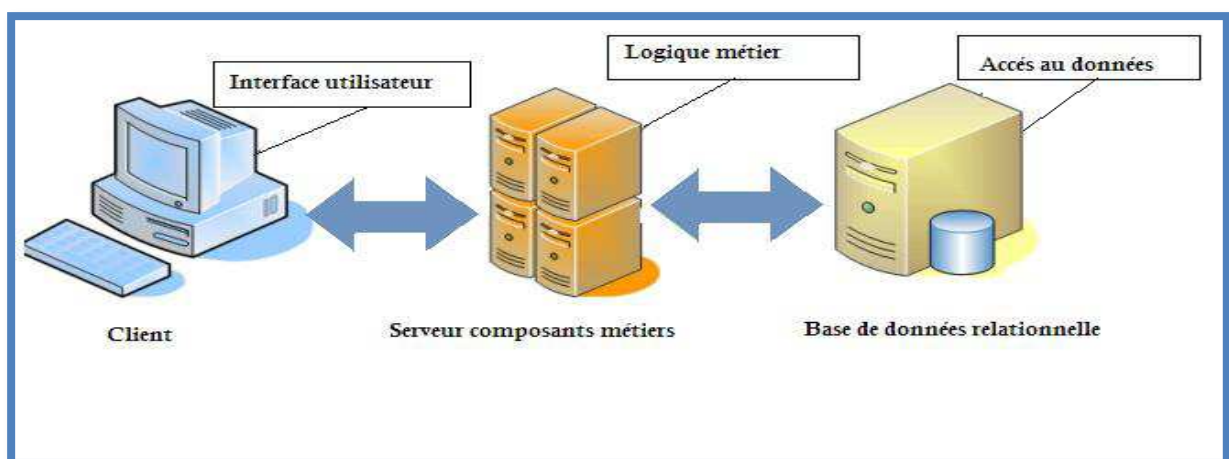 Interface utilisateur
Logique métier
Accés au données
Client
Serveur composants métiers
Base de données relationnelle